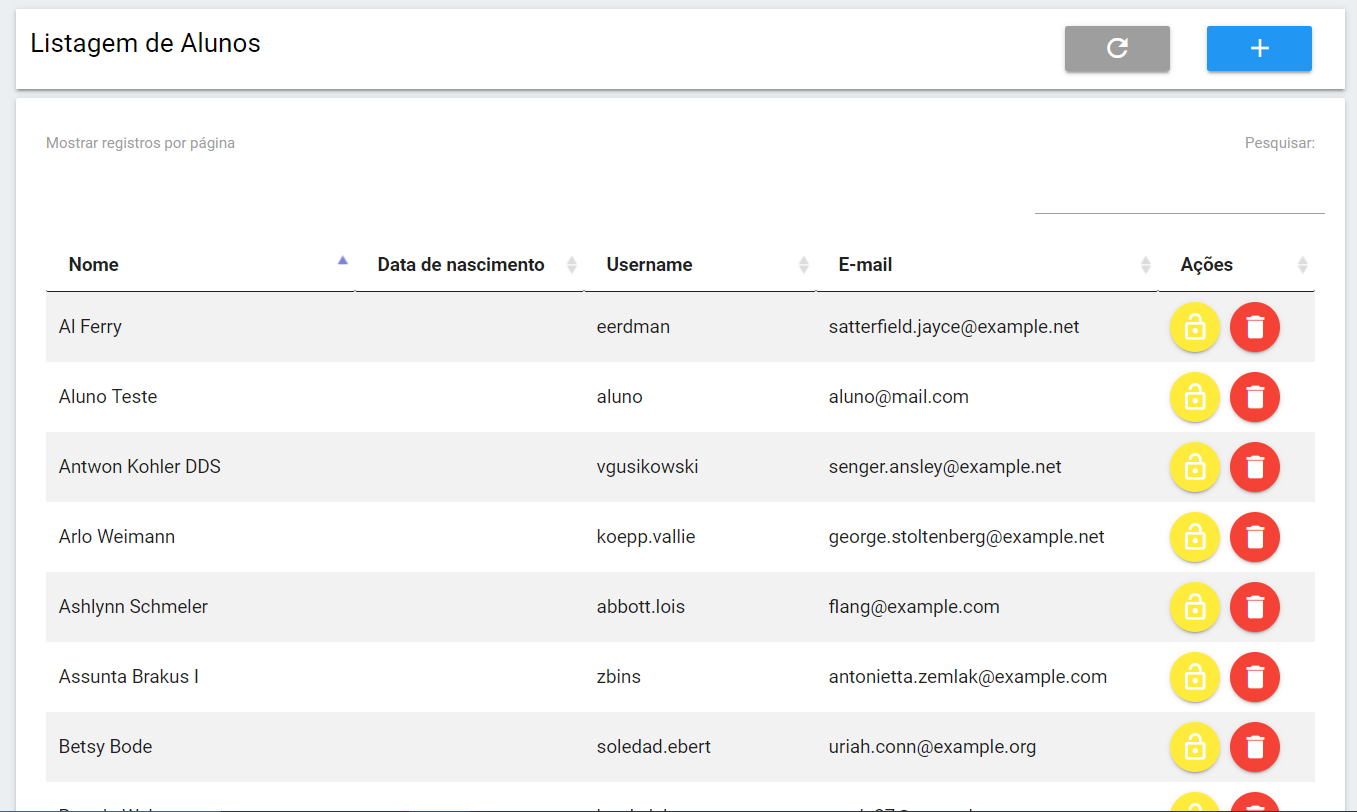 Listagem de Alunos
Mostrar registros por página
Pesquisar:
Nome Data de nascimento Username E-mail Ações
Al Ferry eerdman satterfield.jayce@example.net
Aluno Teste aluno aluno@mail.com
Antwon Kohler DDS vgusikowski senger.ansley@example.net
Arlo Weimann koepp.vallie george.stoltenberg@example.net
Ashlynn Schmeler abbott.lois flang@example.com
Assunta Brakus I zbins antonietta.zemlak@example.com
Betsy Bode soledad.ebert uriah.conn@example.org